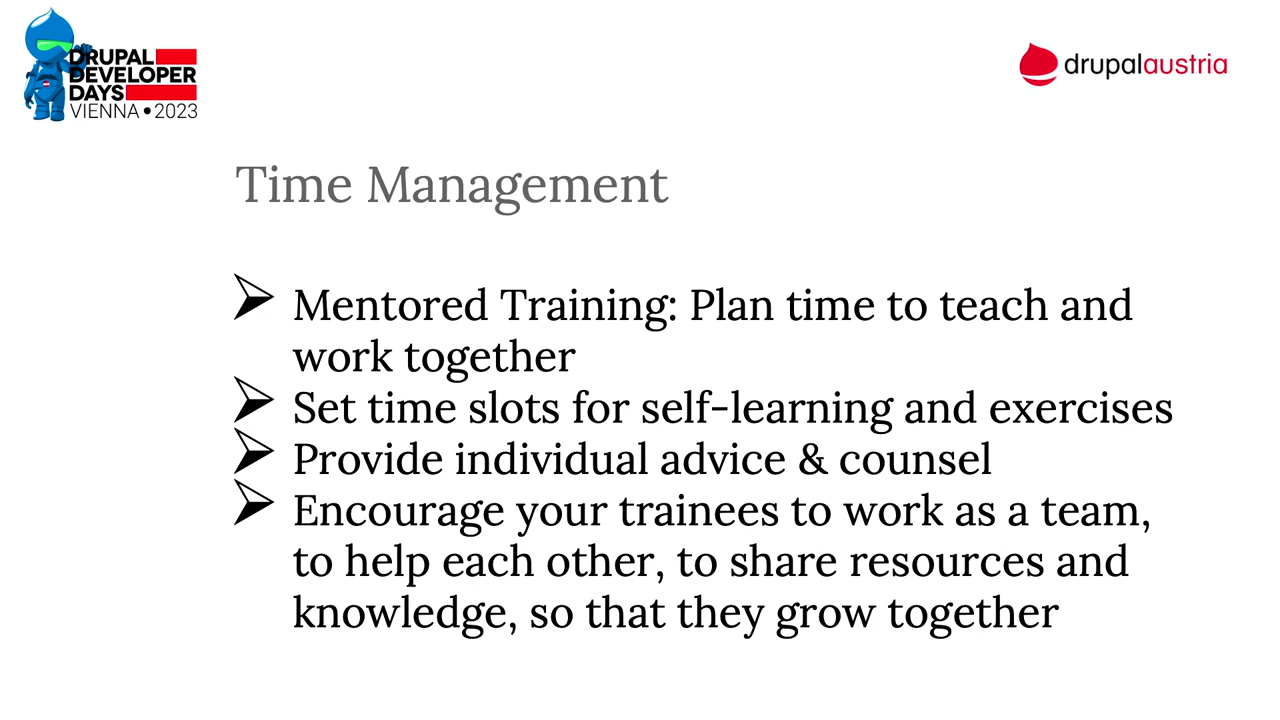 DRUPAL
DEVELOPER
DAYS
VIENNA • 2023
drupalaustria
Time Management
➢ Mentored Training: Plan time to teach and
work together
➢ Set time slots for self-learning and exercises
➢ Provide individual advice & counsel
➢ Encourage your trainees to work as a team,
to help each other, to share resources and
knowledge, so that they grow together